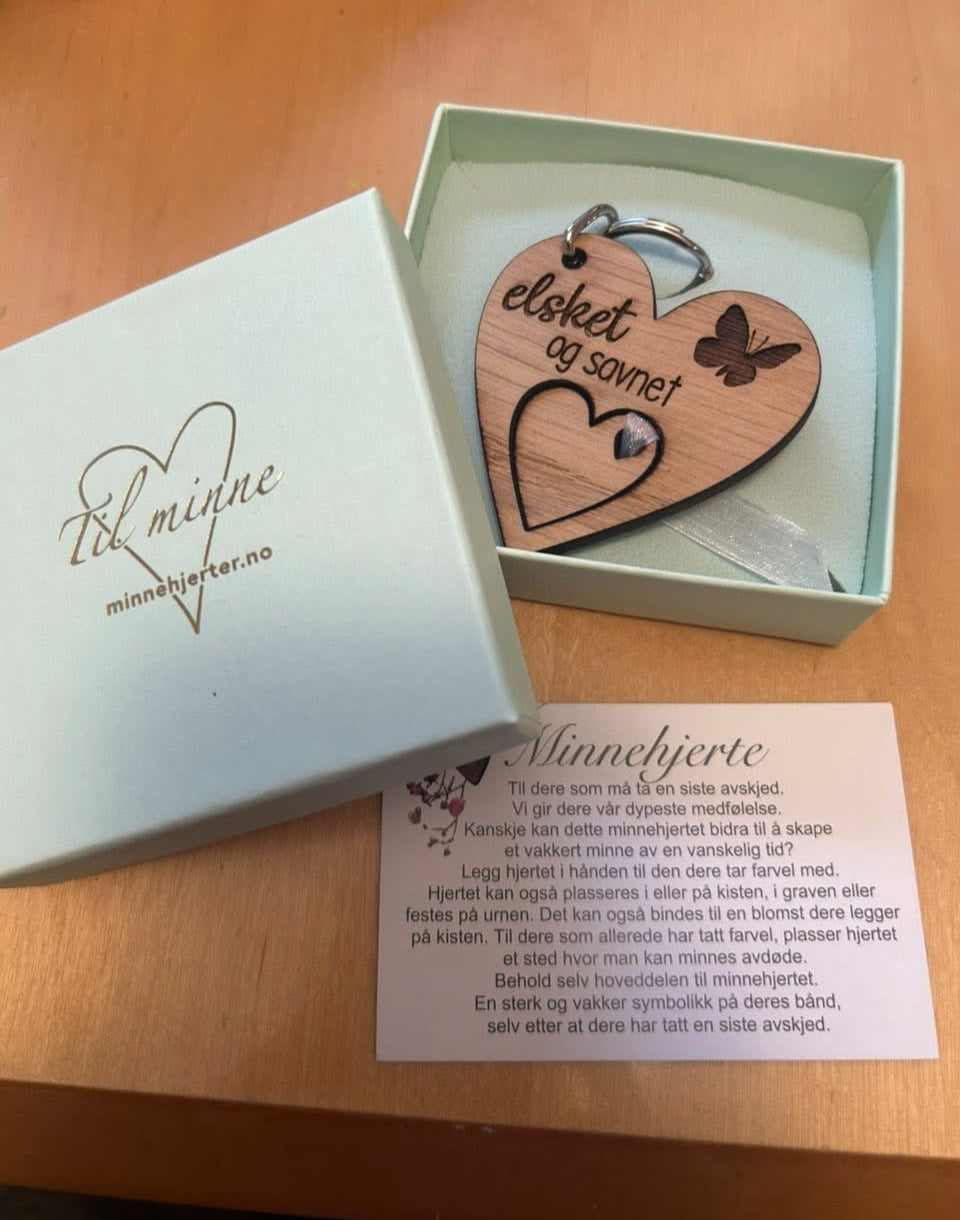 elsket
og savnet
Til minne
minnehjerter.no
Minnehjerte
Til dere som må ta en siste avskjed.
Vi gir dere vår dypeste medfølelse.
Kanskje kan dette minnehjertet bidra til å skape
et vakkert minne av en vanskelig tid?
Legg hjertet i hånden til den dere tar farvel med.
Hjertet kan også plasseres i eller på kisten, i graven eller
festes på urnen. Det kan også bindes til en blomst dere legger
på kisten. Til dere som allerede har tatt farvel, plasser hjertet
et sted hvor man kan minnes avdøde.
Behold selv hoveddelen til minnehjertet.
En sterk og vakker symbolikk på deres bånd,
selv etter at dere har tatt en siste avskjed.